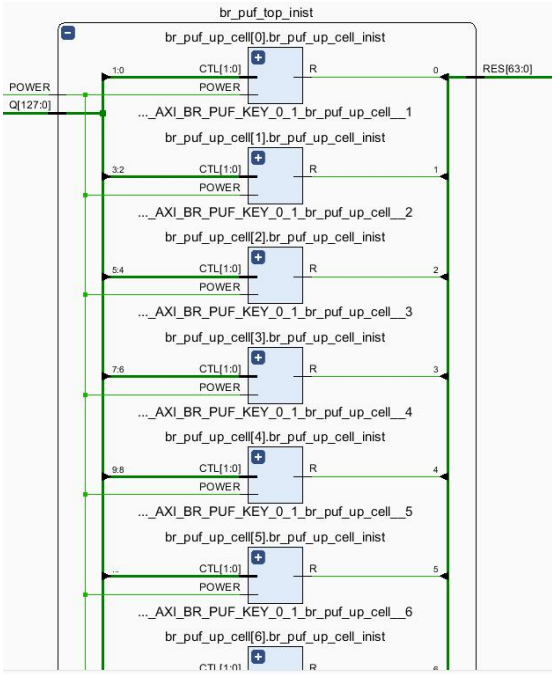 br_puf_top_inist
br_puf_up_cell[0].br_puf_up_cell_inist
1:0 CTL[1:0] R 0 RES[63:0]
POWER POWER
Q[127:0]
..._AXI_BR_PUF_KEY_0_1_br_puf_up_cell__1
br_puf_up_cell[1].br_puf_up_cell_inist
3:2 CTL[1:0] R 1
POWER
..._AXI_BR_PUF_KEY_0_1_br_puf_up_cell__2
br_puf_up_cell[2].br_puf_up_cell_inist
5:4 CTL[1:0] R 2
POWER
..._AXI_BR_PUF_KEY_0_1_br_puf_up_cell__3
br_puf_up_cell[3].br_puf_up_cell_inist
7:6 CTL[1:0] R 3
POWER
..._AXI_BR_PUF_KEY_0_1_br_puf_up_cell__4
br_puf_up_cell[4].br_puf_up_cell_inist
9:8 CTL[1:0] R 4
POWER
..._AXI_BR_PUF_KEY_0_1_br_puf_up_cell__5
br_puf_up_cell[5].br_puf_up_cell_inist
... CTL[1:0] R 5
POWER
..._AXI_BR_PUF_KEY_0_1_br_puf_up_cell__6
br_puf_up_cell[6].br_puf_up_cell_inist
CTL[1:0] R 6